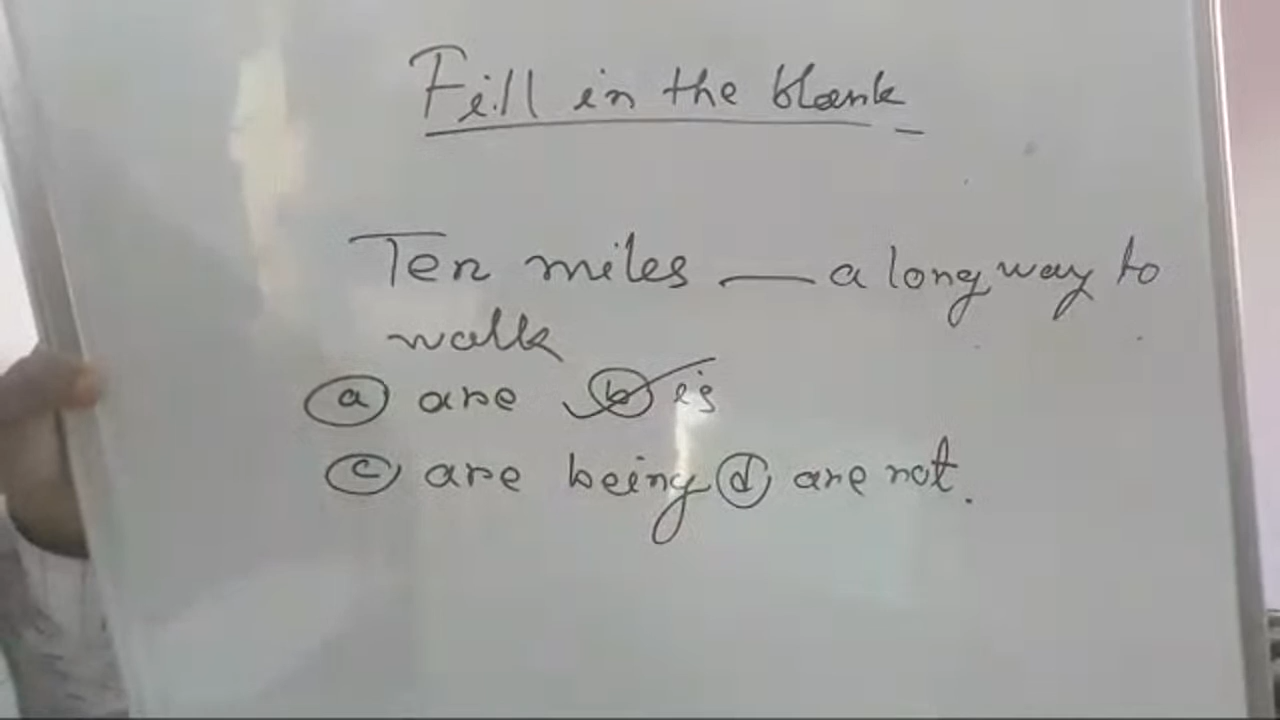 Fill in the blank
Ten miles — a long way to
walk
a are b is
c are being d are not.